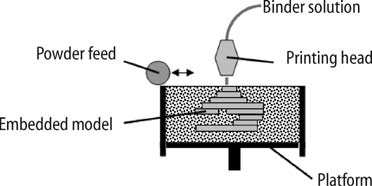 Binder solution
Powder feed
Printing head
Embedded model
Platform